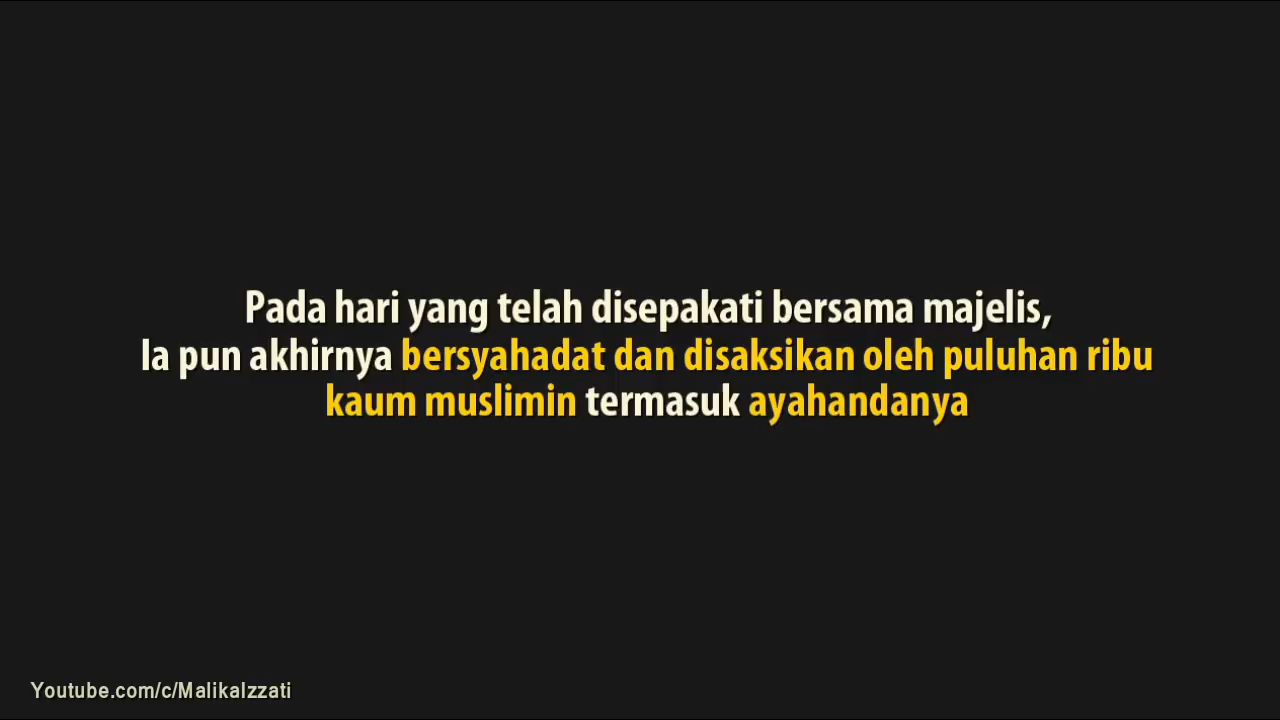 Pada hari yang telah disepakati bersama majelis,
Ia pun akhirnya bersyahadat dan disaksikan oleh puluhan ribu
kaum muslimin termasuk ayahandanya
Youtube.com/c/MalikaIzzati